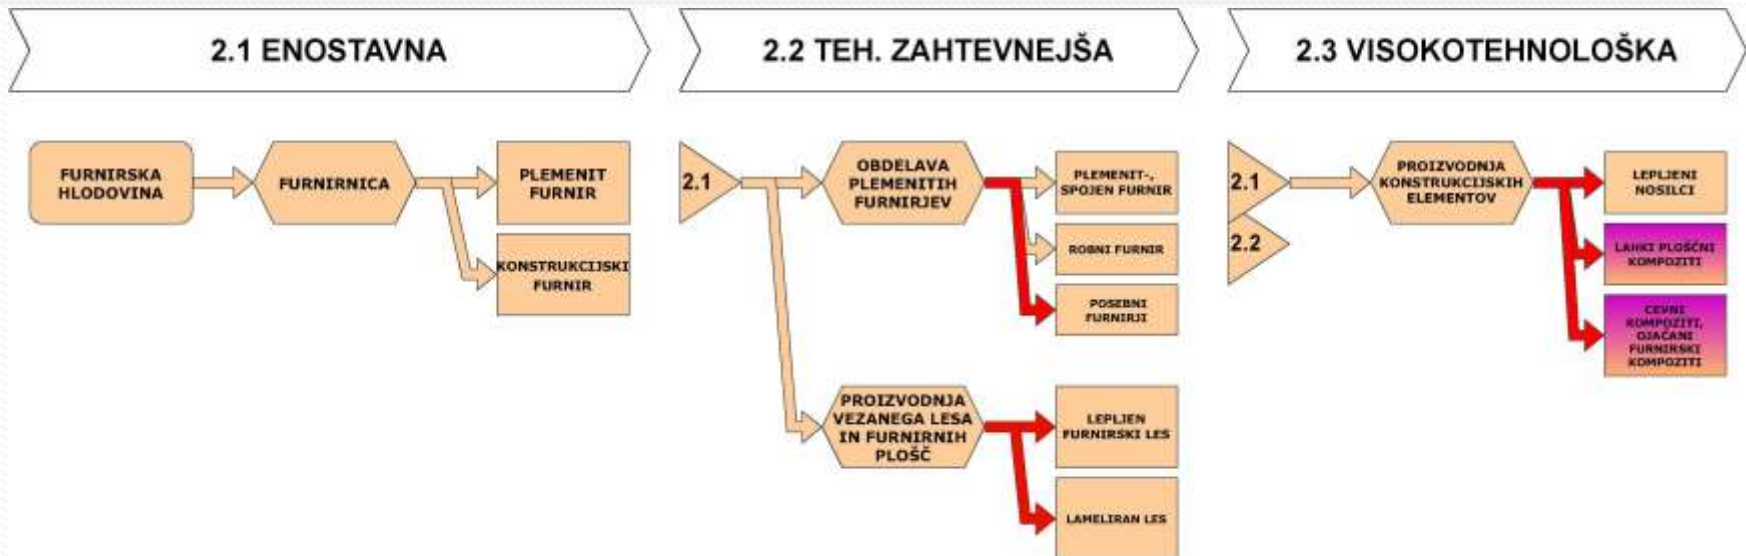 2.1 ENOSTAVNA
2.2 TEH. ZAHTEVNEJŠA
2.3 VISOKOTEHNOLOŠKA
FURNIRSKA
HLODOVINA
FURNIRNICA
PLEMENIT
FURNIR
KONSTRUKCIJSKI
FURNIR
2.1
OBDELAVA
PLEMENITIH
FURNIRJEV
PLEMENIT-,
SPOJEN FURNIR
ROBNI FURNIR
POSEBNI
FURNIRJI
PROIZVODNJA
VEZANEGA LESA
IN FURNIRNIH
PLOŠČ
LEPLJEN
FURNIRSKI LES
LAMELIRAN LES
2.1
2.2
PROIZVODNJA
KONSTRUKCIJSKIH
ELEMENTOV
LEPLJENI
NOSILCI
LAHKI PLOŠČNI
KOMPOZITI
CEVNI
KOMPOZITI,
OJAČANI
FURNIRSKI
KOMPOZITI